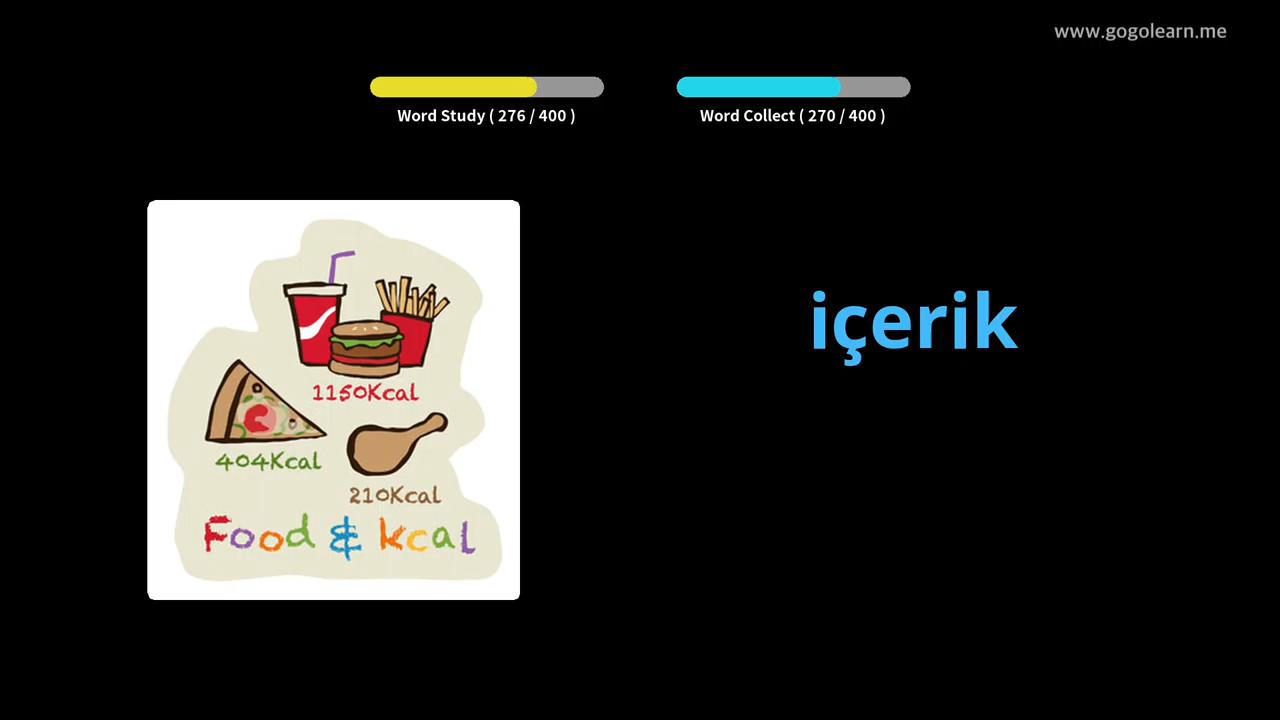 www.gogolearn.me
Word Study ( 276 / 400 )
Word Collect ( 270 / 400 )
içerik
1150Kcal
404Kcal
210Kcal
Food & kcal